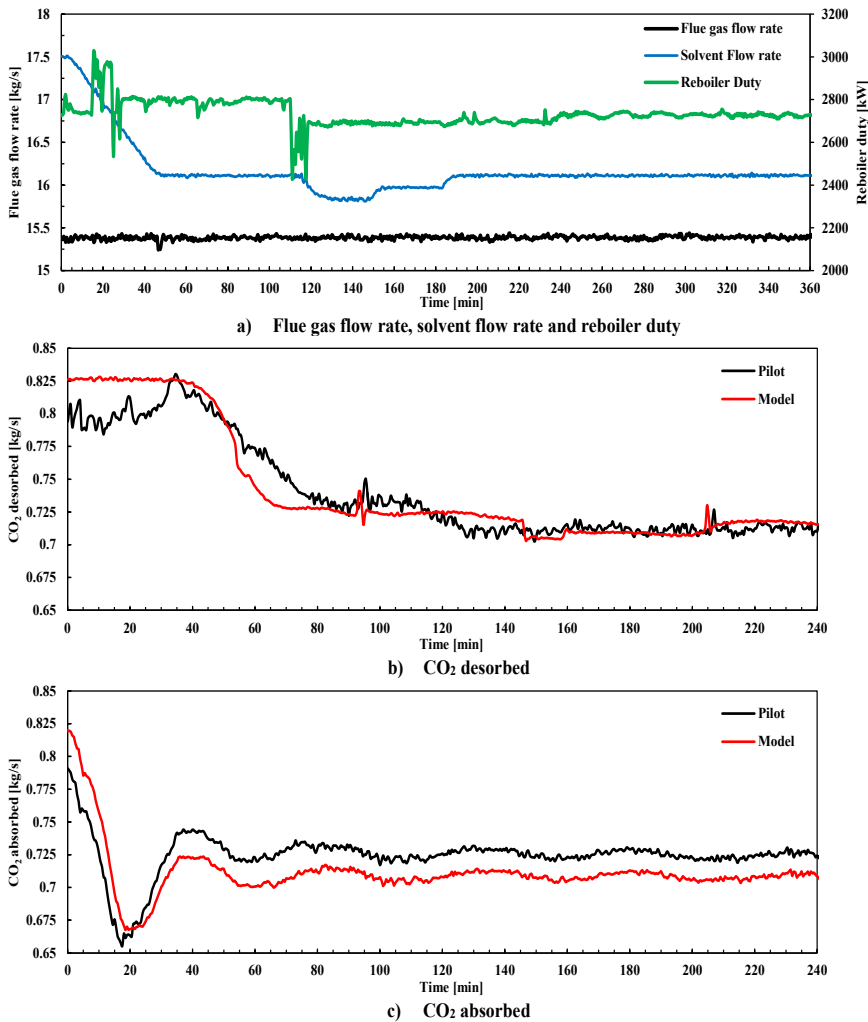 Flue gas flow rate
Solvent Flow rate
Reboiler Duty
18
17.5
17
16.5
16
15.5
15
Flue gas flow rate [kg/s]
3200
3000
2800
2600
2400
2200
2000
Reboiler duty [kW]
0 20 40 60 80 100 120 140 160 180 200 220 240 260 280 300 320 340 360
Time [min]
a) Flue gas flow rate, solvent flow rate and reboiler duty
0.85
0.825
0.8
0.775
0.75
0.725
0.7
0.675
0.65
CO2 desorbed [kg/s]
Pilot
Model
0 20 40 60 80 100 120 140 160 180 200 220 240
Time [min]
b) CO2 desorbed
0.85
0.825
0.8
0.775
0.75
0.725
0.7
0.675
0.65
CO2 absorbed [kg/s]
Pilot
Model
0 20 40 60 80 100 120 140 160 180 200 220 240
Time [min]
c) CO2 absorbed